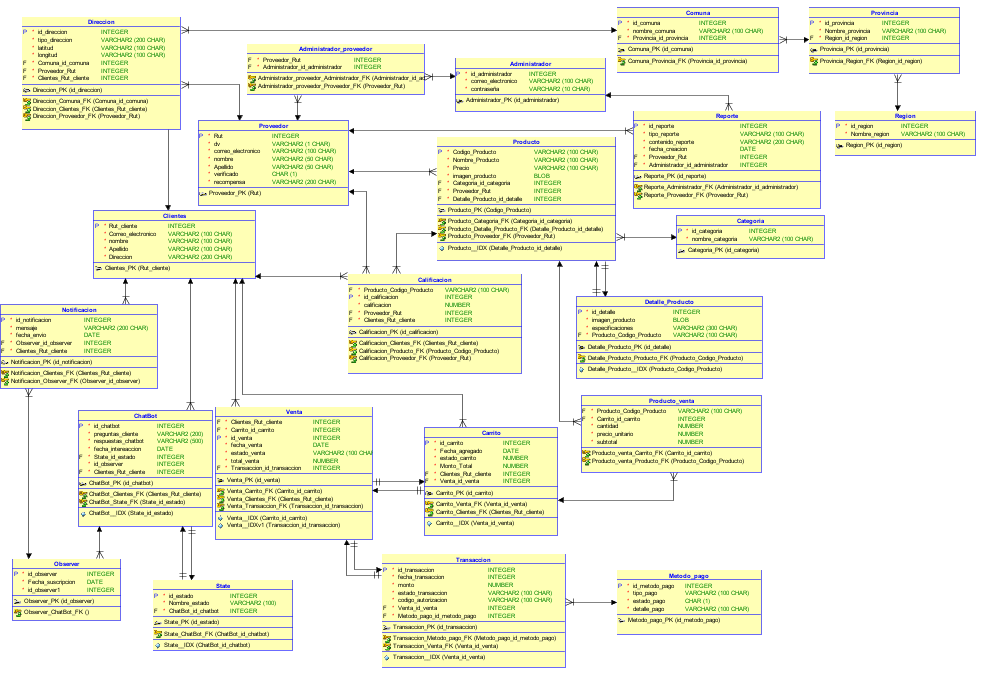 Direccion
P * id_direccion INTEGER
* tipo_direccion VARCHAR2 (200 CHAR)
* latitud VARCHAR2 (100 CHAR)
* longitud VARCHAR2 (100 CHAR)
F * Comuna_id_comuna INTEGER
F * Proveedor_Rut INTEGER
F * Clientes_Rut_cliente INTEGER
Direccion_PK (id_direccion)
Direccion_Comuna_FK (Comuna_id_comuna)
Direccion_Clientes_FK (Clientes_Rut_cliente)
Direccion_Proveedor_FK (Proveedor_Rut)
Administrador_proveedor
F * Proveedor_Rut INTEGER
F * Administrador_id_administrador INTEGER
Administrador_proveedor_Administrador_FK (Administrador_id_ac
Administrador_proveedor_Proveedor_FK (Proveedor_Rut)
Administrador
P * id_administrador INTEGER
* correo_electronico VARCHAR2 (100 CHAR)
* contraseña VARCHAR2 (10 CHAR)
Administrador_PK (id_administrador)
Comuna
P * id_comuna INTEGER
* nombre_comuna VARCHAR2 (100 CHAR)
F * Provincia_id_provincia INTEGER
Comuna_PK (id_comuna)
Comuna_Provincia_FK (Provincia_id_provincia)
Provincia
P * id_provincia INTEGER
* Nombre_provincia VARCHAR2 (100 CHAR)
F * Region_id_region INTEGER
Provincia_PK (id_provincia)
Provincia_Region_FK (Region_id_region)
Region
P * id_region INTEGER
* Nombre_region VARCHAR2 (100 CHAR)
Region_PK (id_region)
Reporte
P * id_reporte INTEGER
* tipo_reporte VARCHAR2 (100 CHAR)
* contenido_reporte VARCHAR2 (200 CHAR)
* fecha_creacion DATE
F * Proveedor_Rut INTEGER
F * Administrador_id_administrador INTEGER
Reporte_PK (id_reporte)
Reporte_Administrador_FK (Administrador_id_administrador)
Reporte_Proveedor_FK (Proveedor_Rut)
Proveedor
P * Rut INTEGER
* dv VARCHAR2 (1 CHAR)
* correo_electronico VARCHAR2 (100 CHAR)
* nombre VARCHAR2 (50 CHAR)
* Apellido VARCHAR2 (50 CHAR)
* verificado CHAR (1)
* recompensa VARCHAR2 (200 CHAR)
Proveedor_PK (Rut)
Producto
P * Codigo_Producto VARCHAR2 (100 CHAR)
* Nombre_Producto VARCHAR2 (100 CHAR)
* Precio VARCHAR2 (100 CHAR)
* imagen_producto BLOB
F * Categoria_id_categoria INTEGER
F * Proveedor_Rut INTEGER
F * Detalle_Producto_id_detalle INTEGER
Producto_PK (Codigo_Producto)
Producto_Categoria_FK (Categoria_id_categoria)
Producto_Detalle_Producto_FK (Detalle_Producto_id_detalle)
Producto_Proveedor_FK (Proveedor_Rut)
Producto__IDX (Detalle_Producto_id_detalle)
Categoria
P * id_categoria INTEGER
* nombre_categoria VARCHAR2 (100 CHAR)
Categoria_PK (id_categoria)
Clientes
P * Rut_cliente INTEGER
* Correo_electronico VARCHAR2 (100 CHAR)
* nombre VARCHAR2 (100 CHAR)
* Apellido VARCHAR2 (100 CHAR)
* Direccion VARCHAR2 (200 CHAR)
Clientes_PK (Rut_cliente)
Calificacion
F * Producto_Codigo_Producto VARCHAR2 (100 CHAR)
P * id_calificacion INTEGER
* calificacion NUMBER
F * Proveedor_Rut INTEGER
F * Clientes_Rut_cliente INTEGER
Calificacion_PK (id_calificacion)
Calificacion_Clientes_FK (Clientes_Rut_cliente)
Calificacion_Producto_FK (Producto_Codigo_Producto)
Calificacion_Proveedor_FK (Proveedor_Rut)
Detalle_Producto
P * id_detalle INTEGER
* imagen_producto BLOB
* especificaciones VARCHAR2 (300 CHAR)
F * Producto_Codigo_Producto VARCHAR2 (100 CHAR)
Detalle_Producto_PK (id_detalle)
Detalle_Producto_Producto_FK (Producto_Codigo_Producto)
Detalle_Producto__IDX (Producto_Codigo_Producto)
Notificacion
P * id_notificacion INTEGER
* mensaje VARCHAR2 (200 CHAR)
* fecha_envio DATE
F * Observer_id_observer INTEGER
F * Clientes_Rut_cliente INTEGER
Notificacion_PK (id_notificacion)
Notificacion_Clientes_FK (Clientes_Rut_cliente)
Notificacion_Observer_FK (Observer_id_observer)
ChatBot
P * id_chatbot INTEGER
* preguntas_cliente VARCHAR2 (200)
* respuestas_chatbot VARCHAR2 (500)
* fecha_intereaccion DATE
F * State_id_estado INTEGER
* id_observer INTEGER
F * Clientes_Rut_cliente INTEGER
ChatBot_PK (id_chatbot)
ChatBot_Clientes_FK (Clientes_Rut_cliente)
ChatBot_State_FK (State_id_estado)
ChatBot__IDX (State_id_estado)
Venta
F * Clientes_Rut_cliente INTEGER
F * Carrito_id_carrito INTEGER
P * id_venta INTEGER
* fecha_venta DATE
* estado_venta VARCHAR2 (100 CHAR
* total_venta NUMBER
F * Transaccion_id_transaccion INTEGER
Venta_PK (id_venta)
Venta_Carrito_FK (Carrito_id_carrito)
Venta_Clientes_FK (Clientes_Rut_cliente)
Venta_Transaccion_FK (Transaccion_id_transaccion)
Venta__IDX (Carrito_id_carrito)
Venta__IDXv1 (Transaccion_id_transaccion)
Carrito
P * id_carrito INTEGER
* Fecha_agregado DATE
* estado_carrito NUMBER
* Monto_Total NUMBER
F * Clientes_Rut_cliente INTEGER
F * Venta_id_venta INTEGER
Carrito_PK (id_carrito)
Carrito_Venta_FK (Venta_id_venta)
Carrito_Clientes_FK (Clientes_Rut_cliente)
Carrito__IDX (Venta_id_venta)
Producto_venta
F * Producto_Codigo_Producto VARCHAR2 (100 CHAR)
F * Carrito_id_carrito INTEGER
* cantidad NUMBER
* precio_unitario NUMBER
* subtotal NUMBER
Producto_venta_Carrito_FK (Carrito_id_carrito)
Producto_venta_Producto_FK (Producto_Codigo_Producto)
Observer
P * id_observer INTEGER
* Fecha_suscripcion DATE
* id_observer1 INTEGER
Observer_PK (id_observer)
Observer_ChatBot_FK ()
State
P * id_estado INTEGER
* Nombre_estado VARCHAR2 (100)
F * ChatBot_id_chatbot INTEGER
State_PK (id_estado)
State_ChatBot_FK (ChatBot_id_chatbot)
State__IDX (ChatBot_id_chatbot)
Transaccion
P * id_transaccion INTEGER
* fecha_transaccion INTEGER
* monto NUMBER
* estado_transaccion VARCHAR2 (100 CHAR)
* codigo_autorizacion VARCHAR2 (100 CHAR)
F * Venta_id_venta INTEGER
F * Metodo_pago_id_metodo_pago INTEGER
Transaccion_PK (id_transaccion)
Transaccion_Metodo_pago_FK (Metodo_pago_id_metodo_pago)
Transaccion_Venta_FK (Venta_id_venta)
Transaccion__IDX (Venta_id_venta)
Metodo_pago
P * id_metodo_pago INTEGER
* tipo_pago VARCHAR2 (100 CHAR)
* estado_pago CHAR (1)
* detalle_pago VARCHAR2 (100 CHAR)
Metodo_pago_PK (id_metodo_pago)